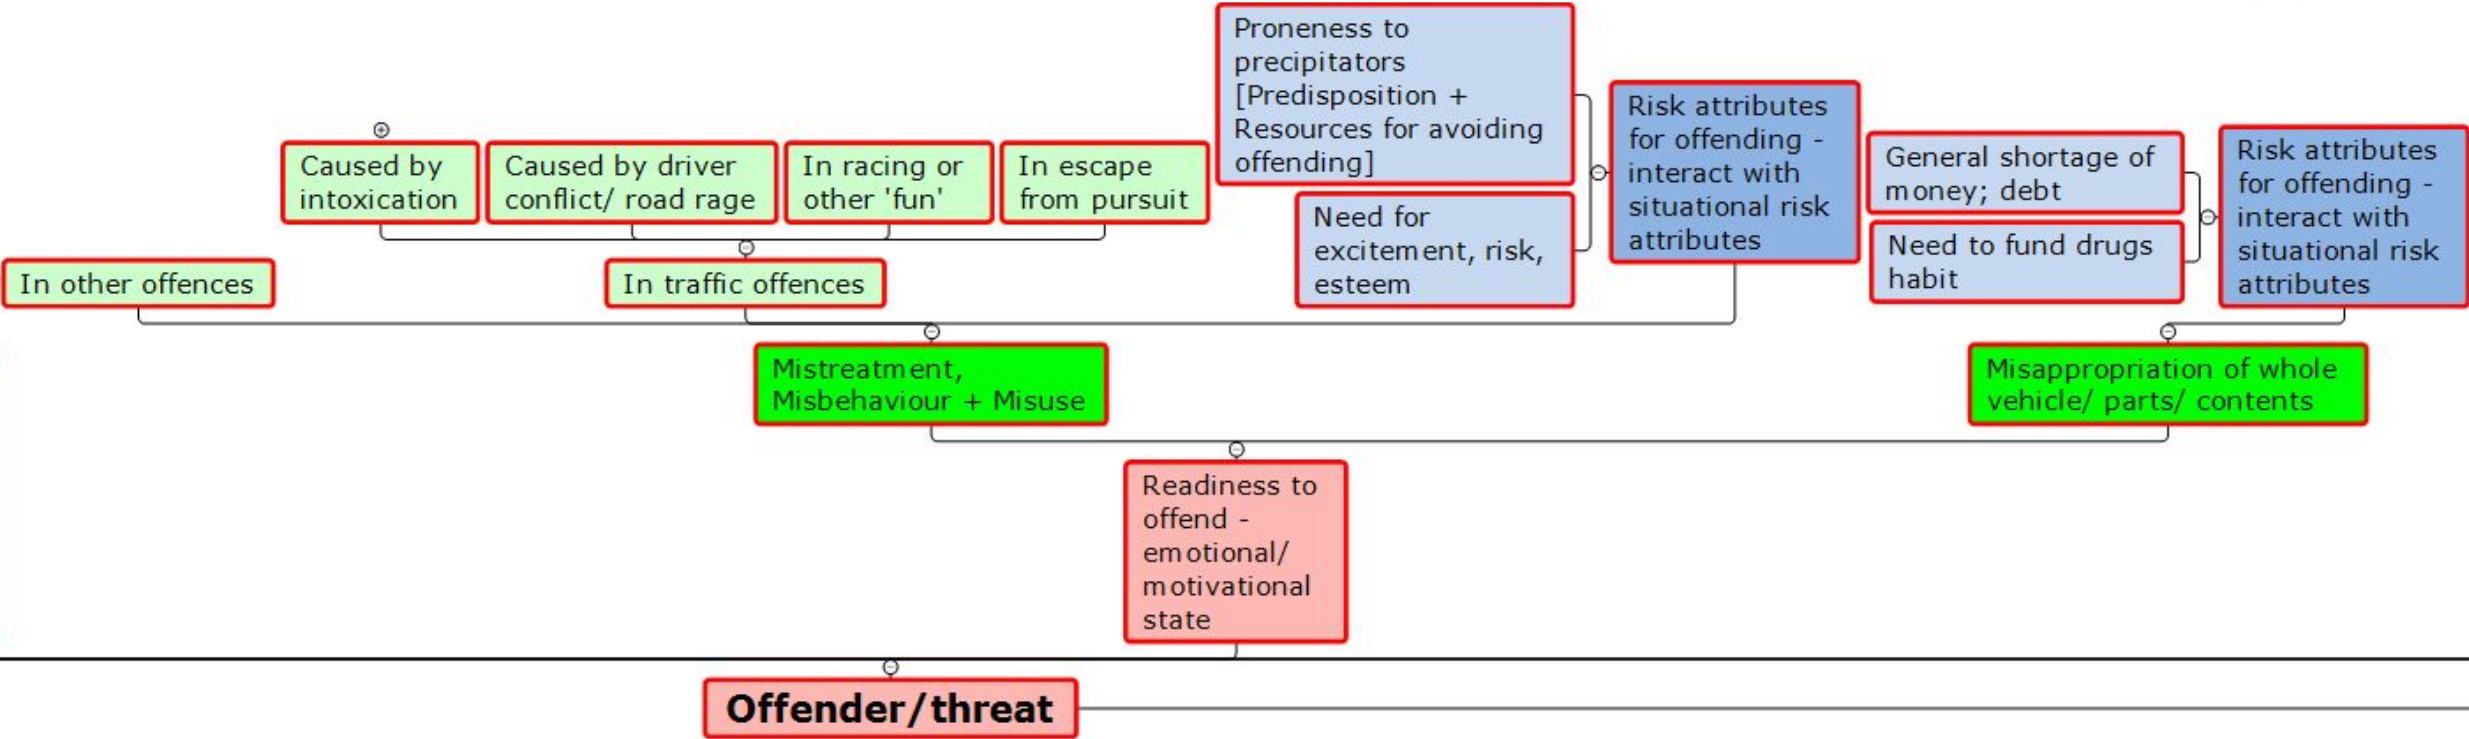 Proneness to
precipitators
[Predisposition +
Resources for avoiding
offending]
Risk attributes
for offending -
interact with
situational risk
attributes
General shortage of
money; debt
Risk attributes
for offending -
interact with
situational risk
attributes
Caused by
intoxication
Caused by driver
conflict/ road rage
In racing or
other 'fun'
In escape
from pursuit
Need for
excitement, risk,
esteem
Need to fund drugs
habit
In other offences
In traffic offences
Mistreatment,
Misbehaviour + Misuse
Misappropriation of whole
vehicle/ parts/ contents
Readiness to
offend -
emotional/
motivational
state
Offender/threat